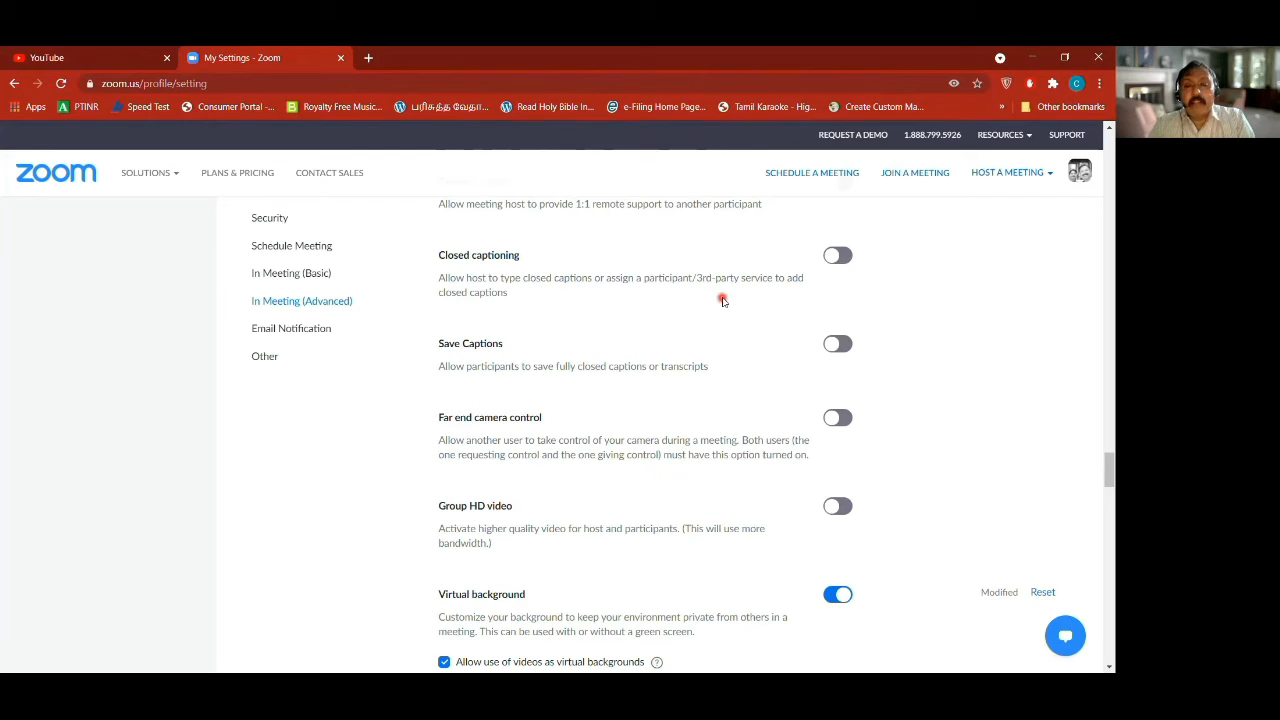 YouTube
My Settings - Zoom
zoom.us/profile/setting
Apps
PTINR
Speed Test
Consumer Portal -...
Royalty Free Music...
பரிசுத்த வேதா...
Read Holy Bible In...
e-Filing Home Page...
Tamil Karaoke - Hig...
Create Custom Ma...
»
Other bookmarks
REQUEST A DEMO 1.888.799.5926 RESOURCES SUPPORT
zoom
SOLUTIONS PLANS & PRICING CONTACT SALES
SCHEDULE A MEETING JOIN A MEETING HOST A MEETING
Security
Schedule Meeting
In Meeting (Basic)
In Meeting (Advanced)
Email Notification
Other
Allow meeting host to provide 1:1 remote support to another participant
Closed captioning
Allow host to type closed captions or assign a participant/3rd-party service to add
closed captions
Save Captions
Allow participants to save fully closed captions or transcripts
Far end camera control
Allow another user to take control of your camera during a meeting. Both users (the
one requesting control and the one giving control) must have this option turned on.
Group HD video
Activate higher quality video for host and participants. (This will use more
bandwidth.)
Virtual background
Modified Reset
Customize your background to keep your environment private from others in a
meeting. This can be used with or without a green screen.
Allow use of videos as virtual backgrounds